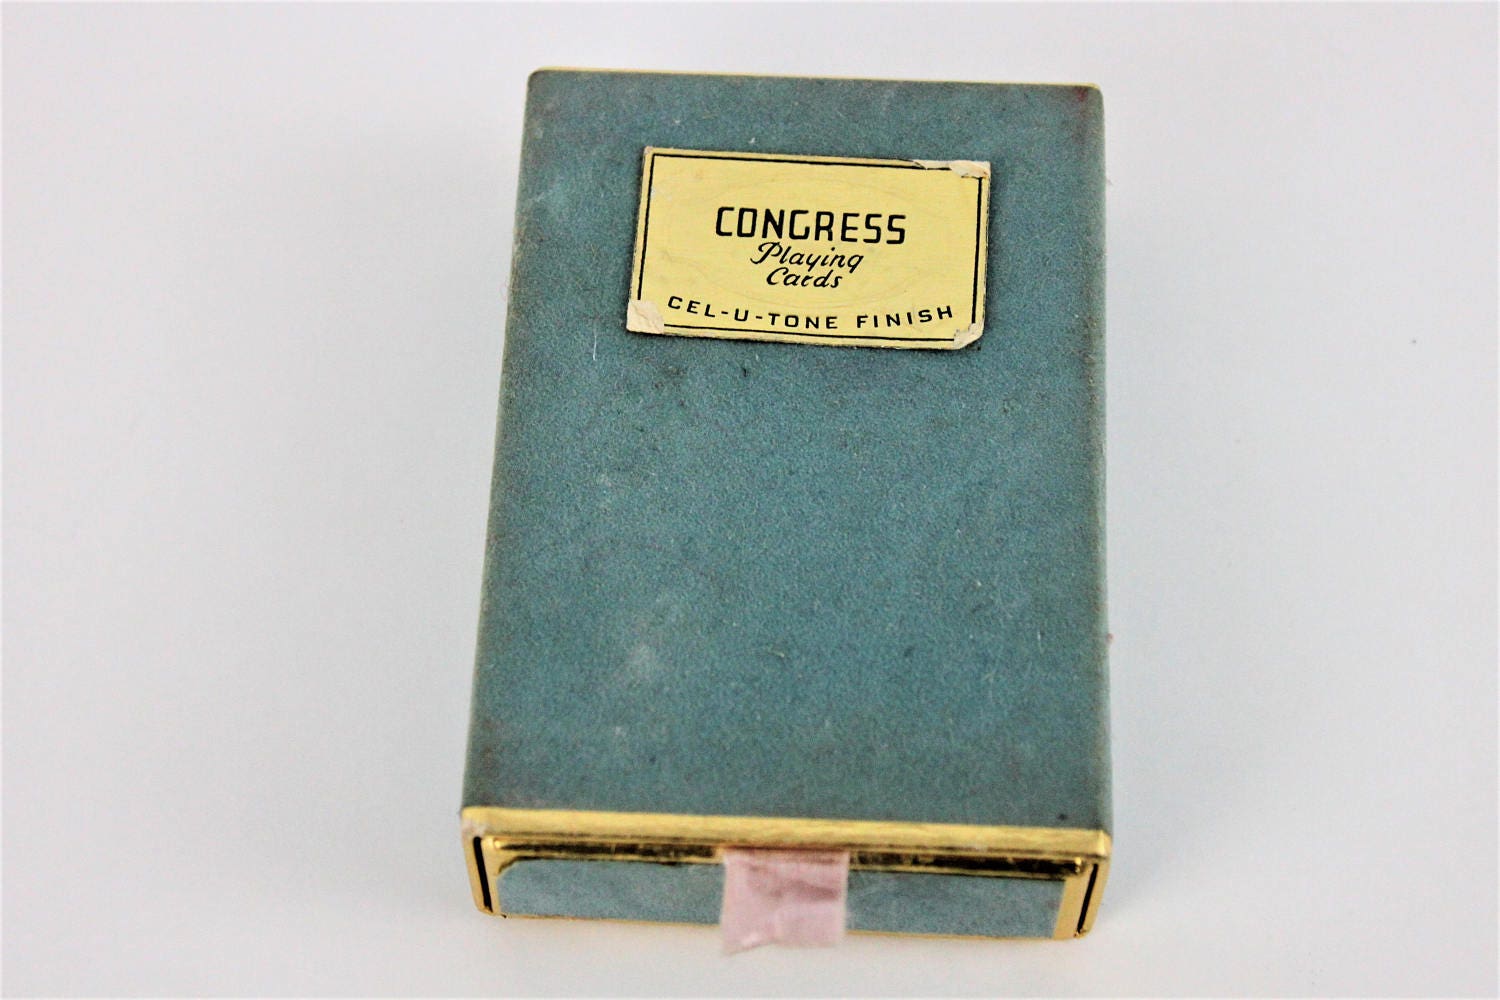 CONGRESS
Playing
Cards
CEL-U-TONE FINISH